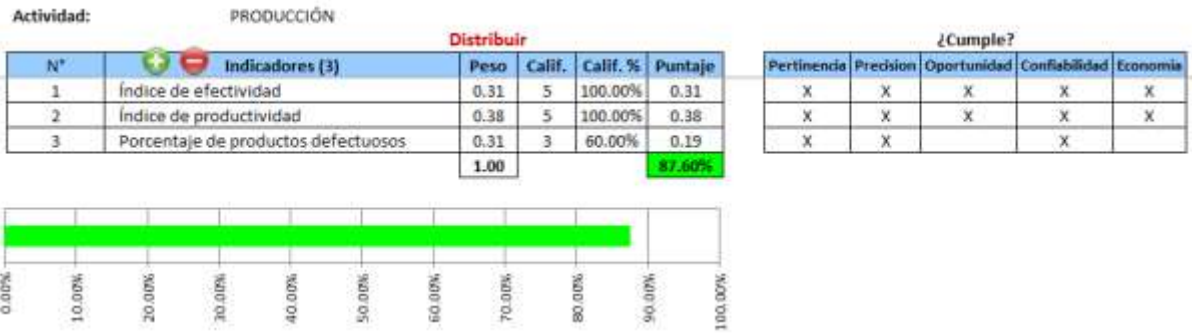 Actividad: PRODUCCIÓN
Distribuir ¿Cumple?
N° Indicadores (3) Peso Calif. Calif. % Puntaje Pertinencia Precision Oportunidad Confiabilidad Economia
1 Índice de efectividad 0.31 5 100.00% 0.31 X X X X X
2 Índice de productividad 0.38 5 100.00% 0.38 X X X X X
3 Porcentaje de productos defectuosos 0.31 3 60.00% 0.19 X X X
1.00 87.60%
0.00% 10.00% 20.00% 30.00% 40.00% 50.00% 60.00% 70.00% 80.00% 90.00% 100.00%